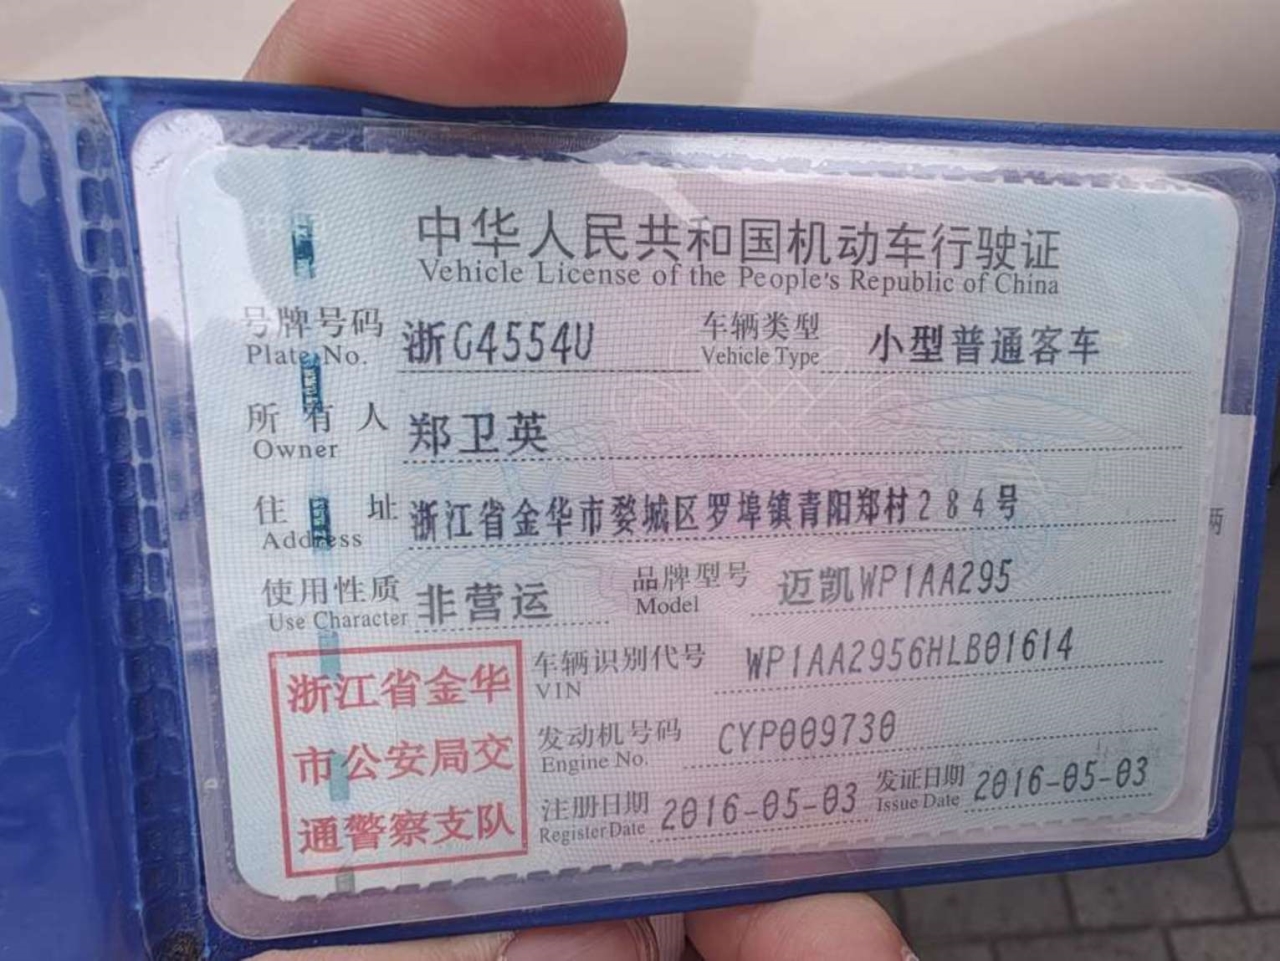 中华人民共和国机动车行驶证
Vehicle License of the People's Republic of China
号牌号码 浙G4554U 车辆类型 小型普通客车
Plate No. Vehicle Type
所有人 郑卫英
Owner
住址 浙江省金华市婺城区罗埠镇青阳郑村284号
Address
使用性质 非营运 品牌型号 迈凯WP1AA295
Use Character Model
浙江省金华
市公安局交
通警察支队
车辆识别代号 WP1AA2956HLB01614
VIN
发动机号码 CYP009730
Engine No.
注册日期 2016-05-03 发证日期 2016-05-03
Register Date Issue Date